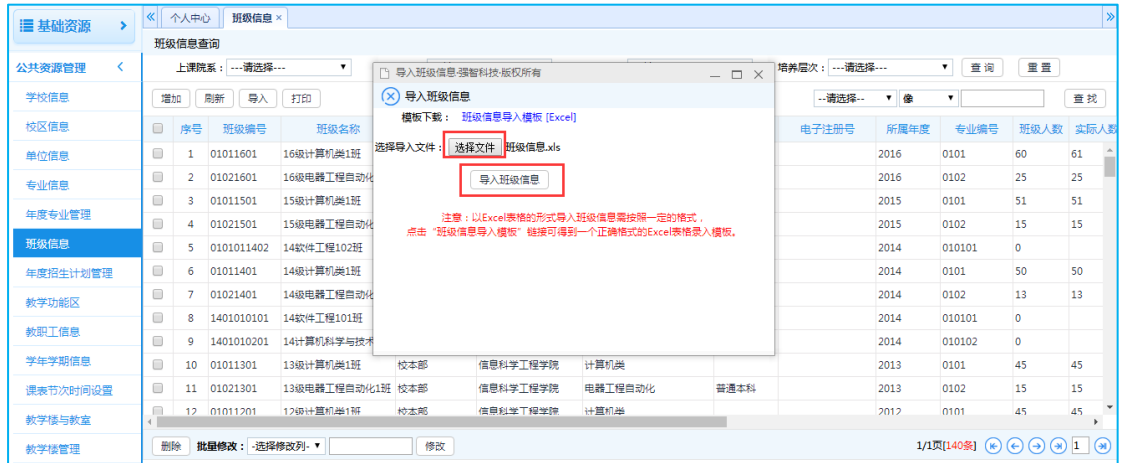 基础资源
公共资源管理
学校信息
校区信息
单位信息
专业信息
年度专业管理
班级信息
年度招生计划管理
教学功能区
教职工信息
学年学期信息
课表节次时间设置
教学楼与教室
教学楼管理
个人中心 班级信息 ×
班级信息查询
上课院系：---请选择---
培养层次：---请选择--- 查询 重置
增加 刷新 导入 打印
--请选择-- 像 查找
序号 班级编号 班级名称 电子注册号 所属年度 专业编号 班级人数 实际人数
1 01011601 16级计算机类1班 2016 0101 60 61
2 01021601 16级电器工程自动化 2016 0102 25 25
3 01011501 15级计算机类1班 2015 0101 51 51
4 01021501 15级电器工程自动化 2015 0102 15 15
5 0101011402 14软件工程102班 2014 010101 0
6 01011401 14级计算机类1班 2014 0101 50 50
7 01021401 14级电器工程自动化 2014 0102 13 13
8 1401010101 14软件工程101班 2014 010101 0
9 1401010201 14计算机科学与技术 2014 010102 0
10 01011301 13级计算机类1班 校本部 信息科学工程学院 计算机类 2013 0101 45 45
11 01021301 13级电器工程自动化1班 校本部 信息科学工程学院 电器工程自动化 普通本科 2013 0102 15 15
12 01011201 12级计算机类1班 校本部 信息科学工程学院 计算机类 2012 0101 45 45
删除 批量修改：-选择修改列- 修改
1/1页[140条] 1
导入班级信息-强智科技-版权所有
导入班级信息
模板下载： 班级信息导入模板 [Excel]
选择导入文件： 选择文件 班级信息.xls
导入班级信息
注意：以Excel表格的形式导入班级信息需按照一定的格式，
点击“班级信息导入模板”链接可得到一个正确格式的Excel表格录入模板。